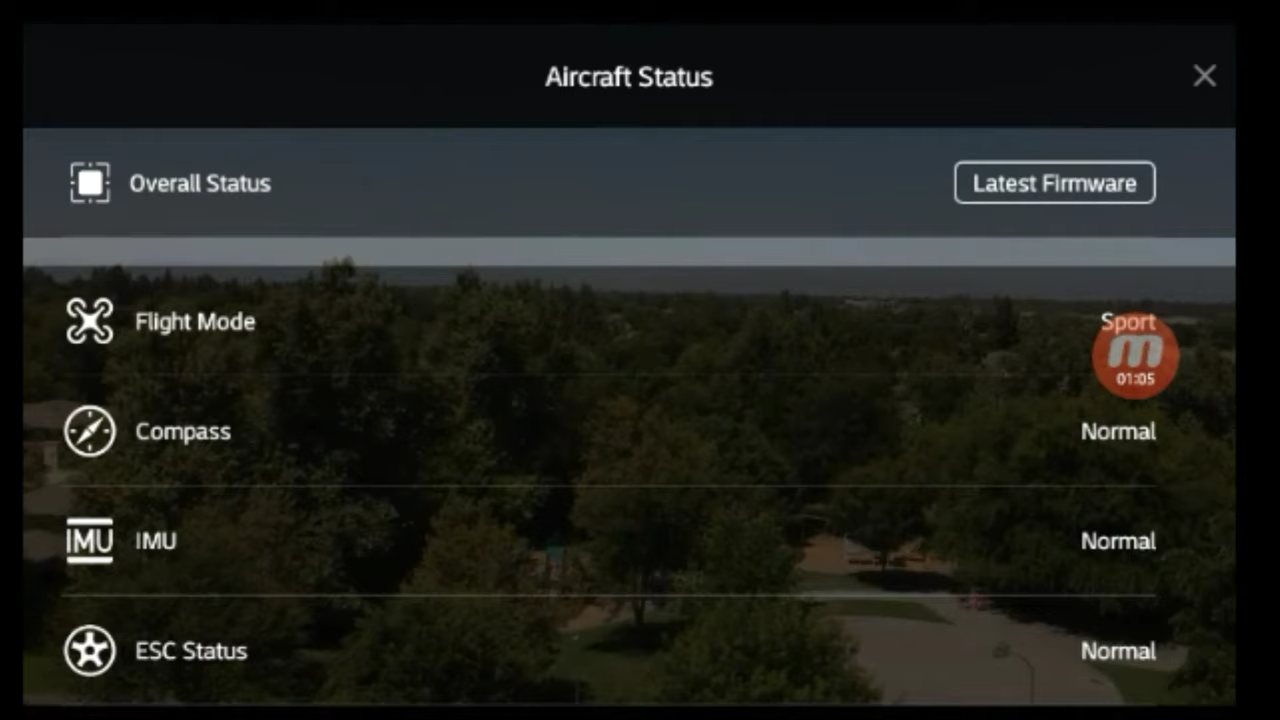 Aircraft Status
Overall Status
Latest Firmware
Flight Mode
Sport
m
01:05
Compass
Normal
IMU
IMU
Normal
ESC Status
Normal